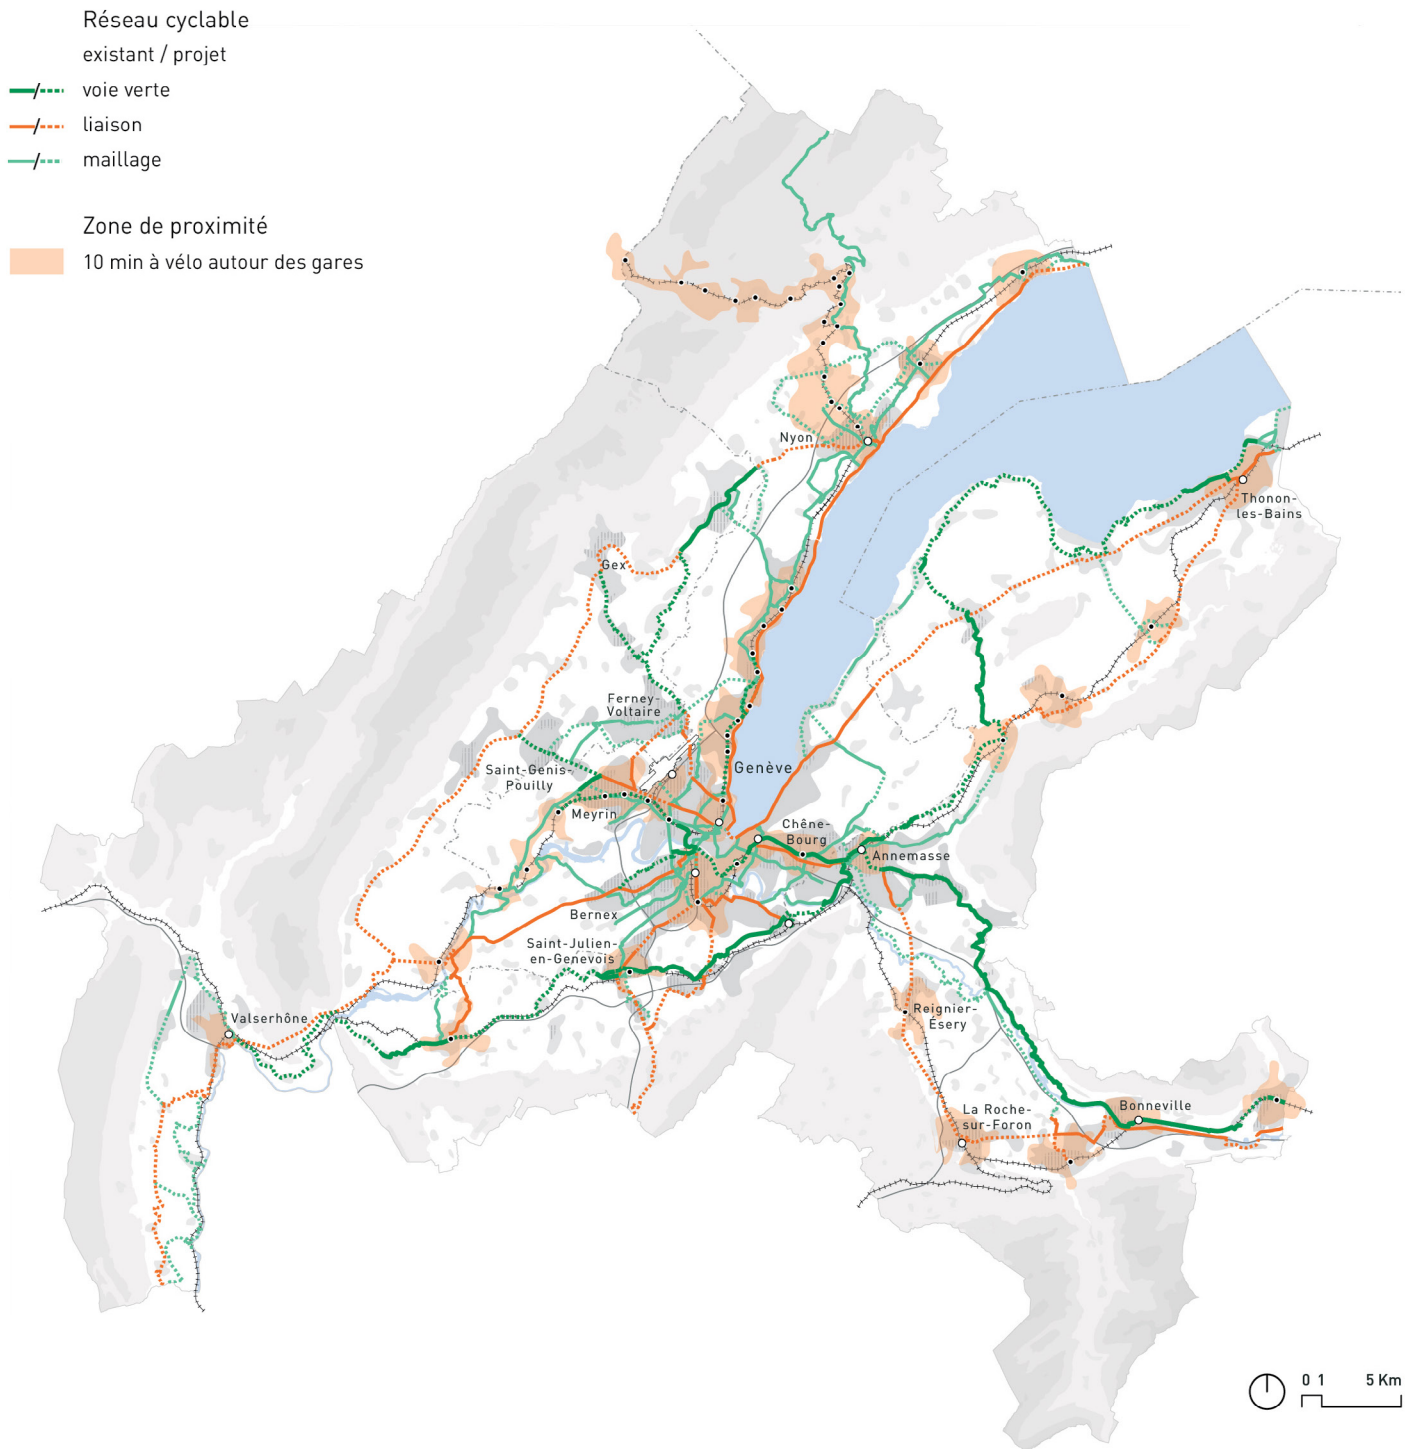 Réseau cyclable
existant / projet
voie verte
liaison
maillage
Zone de proximité
10 min à vélo autour des gares
Nyon
Thonon-
les-Bains
Gex
Ferney-
Voltaire
Saint-Genis-
Pouilly
Genève
Meyrin
Chêne-
Bourg
Annemasse
Bernex
Saint-Julien-
en-Genevois
Valserhône
Reignier-
Ésery
La Roche-
sur-Foron
Bonneville
0 1 5 Km